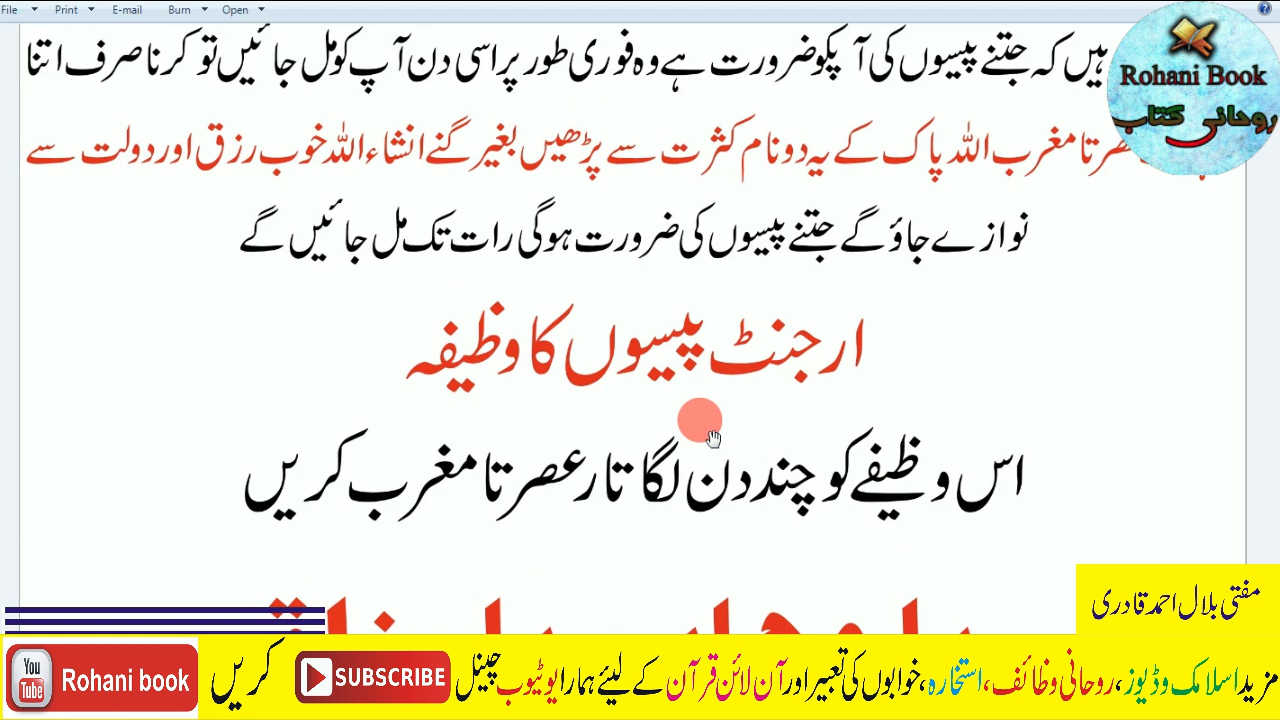 File Print E-mail Burn Open
Rohani Book
روحانی کتاب
ہیں کہ جتنے پیسوں کی آپکو ضرورت ہے وہ فوری طور پر اسی دن آپ کو مل جائیں تو کرنا صرف اتنا
تا مغرب اللہ پاک کے یہ دو نام کثرت سے پڑھیں بغیر گنے انشاء اللہ خوب رزق اور دولت سے
نوازے جاؤ گے جتنے پیسوں کی ضرورت ہوگی رات تک مل جائیں گے
ارجنٹ پیسوں کا وظیفہ
اس وظیفے کو چند دن لگاتار عصر تا مغرب کریں
مفتی بلال احمد قادری
مزید اسلامک وڈیوز، روحانی وظائف، استخارہ، خوابوں کی تعبیر اور آن لائن قرآن کے لیئے ہمارا یوٹیوب چینل SUBSCRIBE کریں
You Tube Rohani book